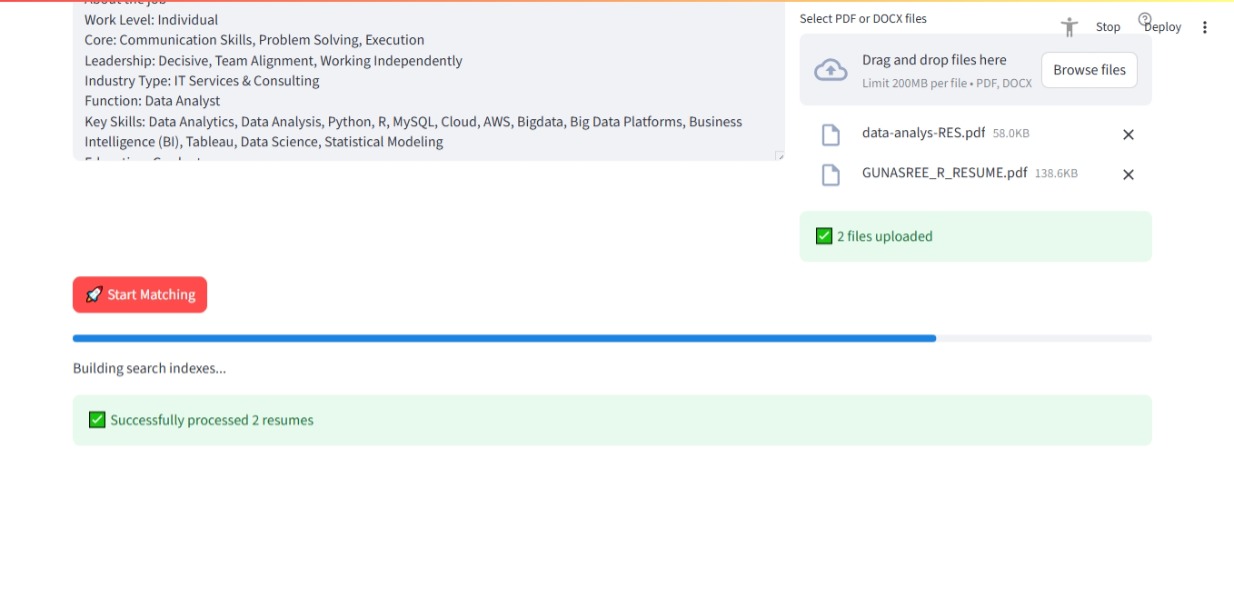 About the job
Work Level: Individual
Core: Communication Skills, Problem Solving, Execution
Leadership: Decisive, Team Alignment, Working Independently
Industry Type: IT Services & Consulting
Function: Data Analyst
Key Skills: Data Analytics, Data Analysis, Python, R, MySQL, Cloud, AWS, Bigdata, Big Data Platforms, Business
Intelligence (BI), Tableau, Data Science, Statistical Modeling
Select PDF or DOCX files
Stop
Deploy
Drag and drop files here
Limit 200MB per file • PDF, DOCX
Browse files
data-analys-RES.pdf 58.0KB
GUNASREE_R_RESUME.pdf 138.6KB
2 files uploaded
Start Matching
Building search indexes...
Successfully processed 2 resumes